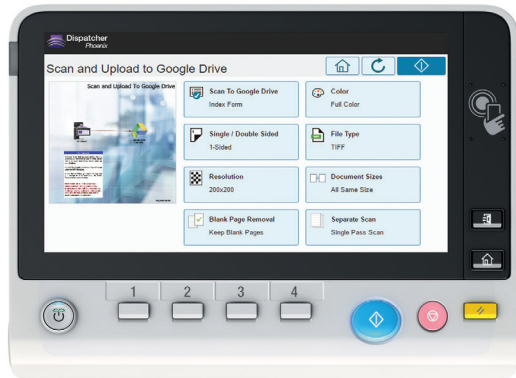 Dispatcher
Phoenix
Scan and Upload to Google Drive
Scan and Upload To Google Drive
Scan To Google Drive
Index Form
Color
Full Color
Single / Double Sided
1-Sided
File Type
TIFF
Resolution
200x200
Document Sizes
All Same Size
Blank Page Removal
Keep Blank Pages
Separate Scan
Single Pass Scan
1 2 3 4